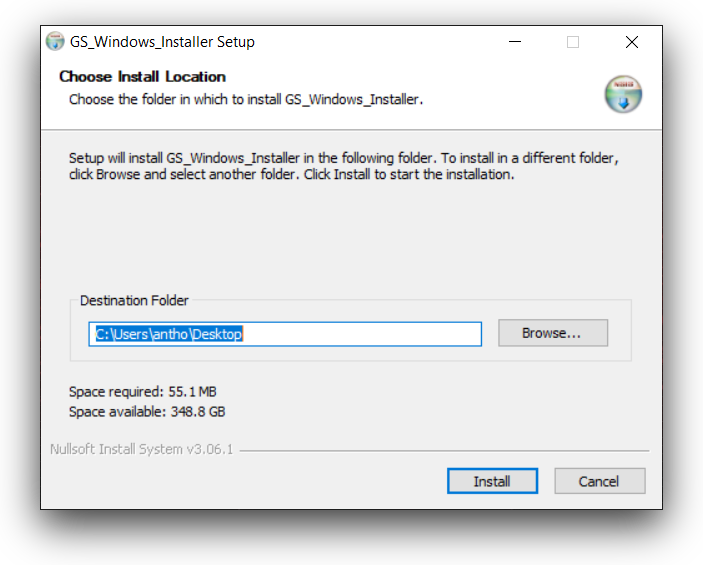 GS_Windows_Installer Setup
Choose Install Location
Choose the folder in which to install GS_Windows_Installer.
Setup will install GS_Windows_Installer in the following folder. To install in a different folder,
click Browse and select another folder. Click Install to start the installation.
Destination Folder
C:\Users\antho\Desktop
Browse...
Space required: 55.1 MB
Space available: 348.8 GB
Nullsoft Install System v3.06.1
Install
Cancel